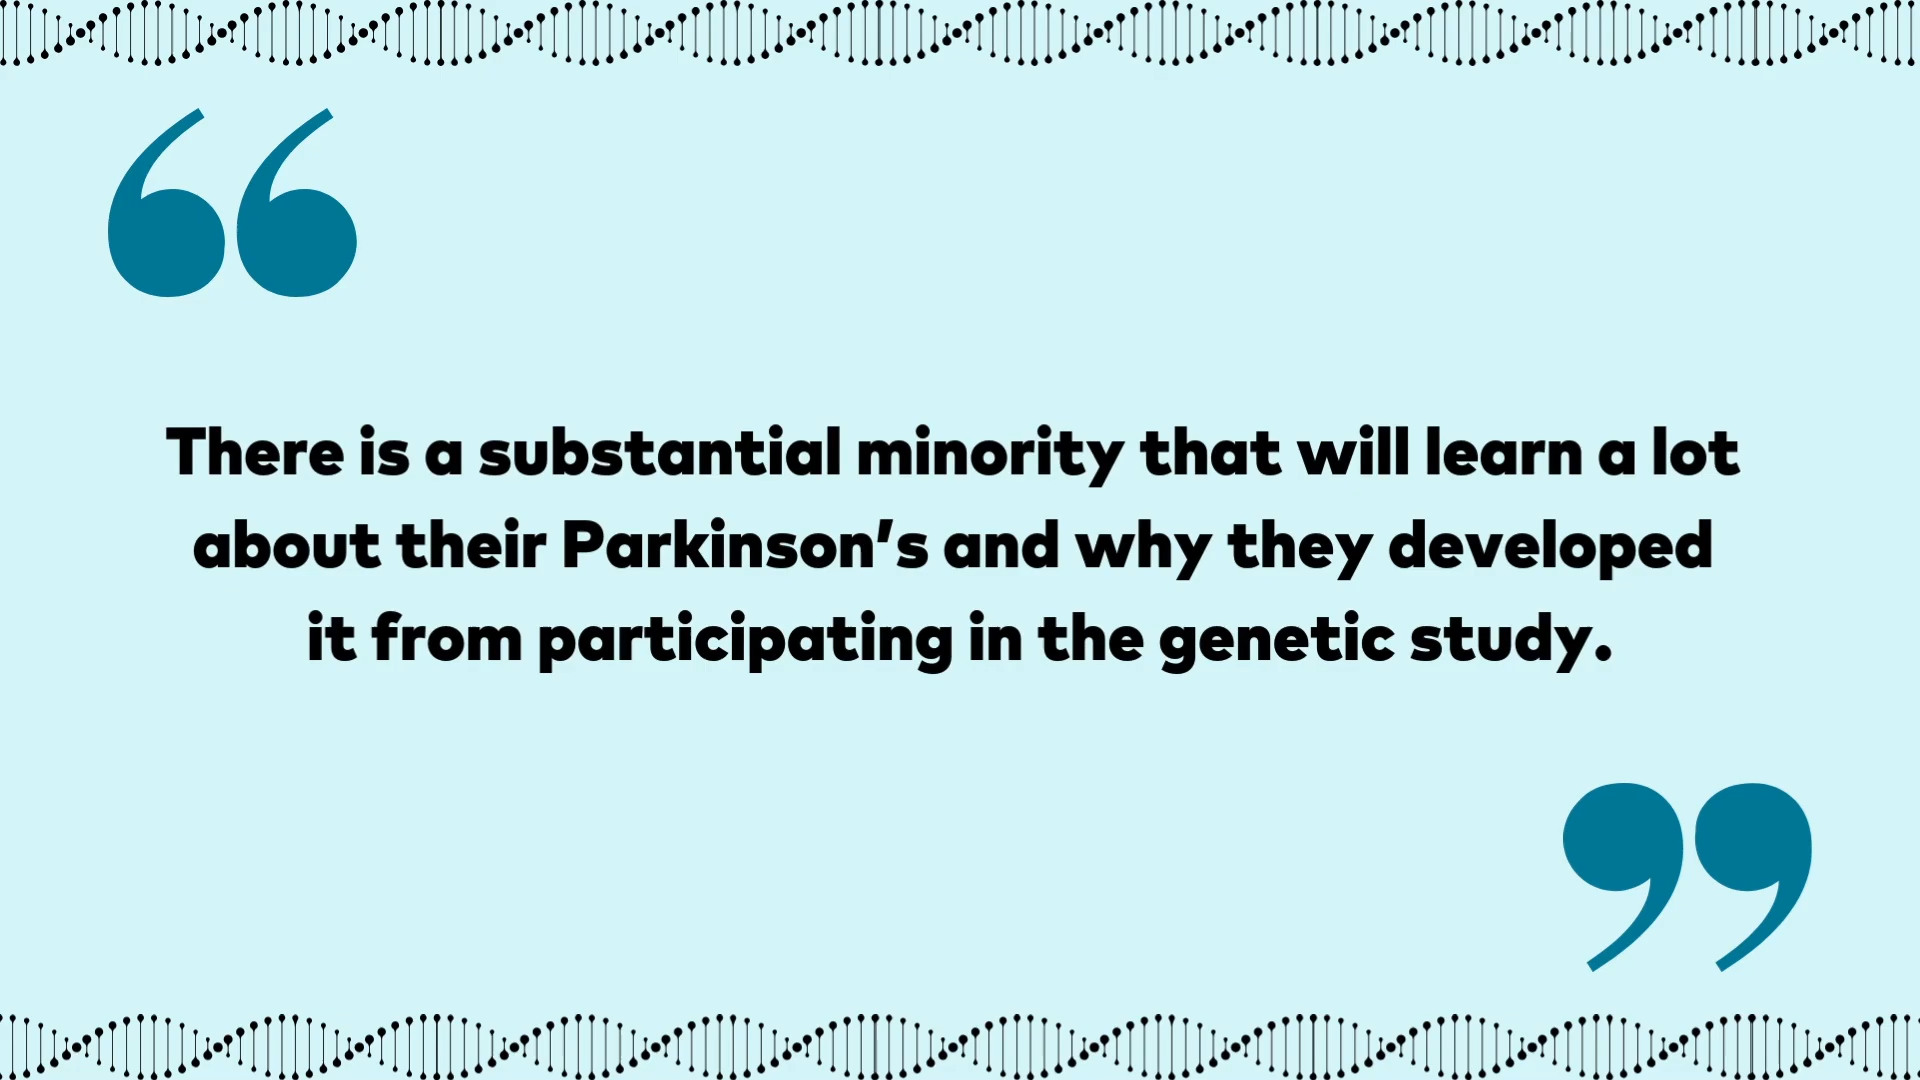 “
There is a substantial minority that will learn a lot
about their Parkinson’s and why they developed
it from participating in the genetic study.
”